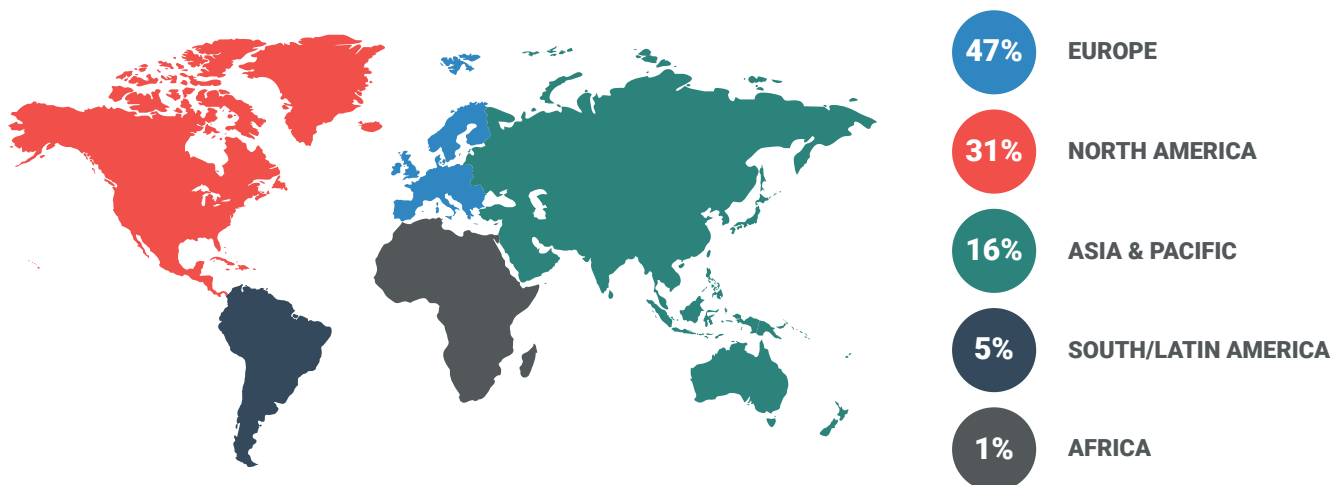 47% EUROPE
31% NORTH AMERICA
16% ASIA & PACIFIC
5% SOUTH/LATIN AMERICA
1% AFRICA